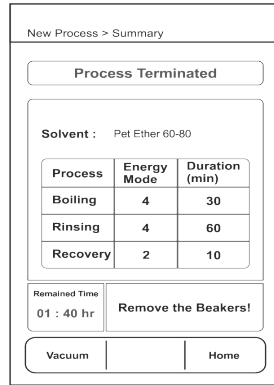 New Process > Summary
Process Terminated
Solvent : Pet Ether 60-80
Process Energy Mode Duration (min)
Boiling 4 30
Rinsing 4 60
Recovery 2 10
Remained Time
01 : 40 hr
Remove the Beakers!
Vacuum Home